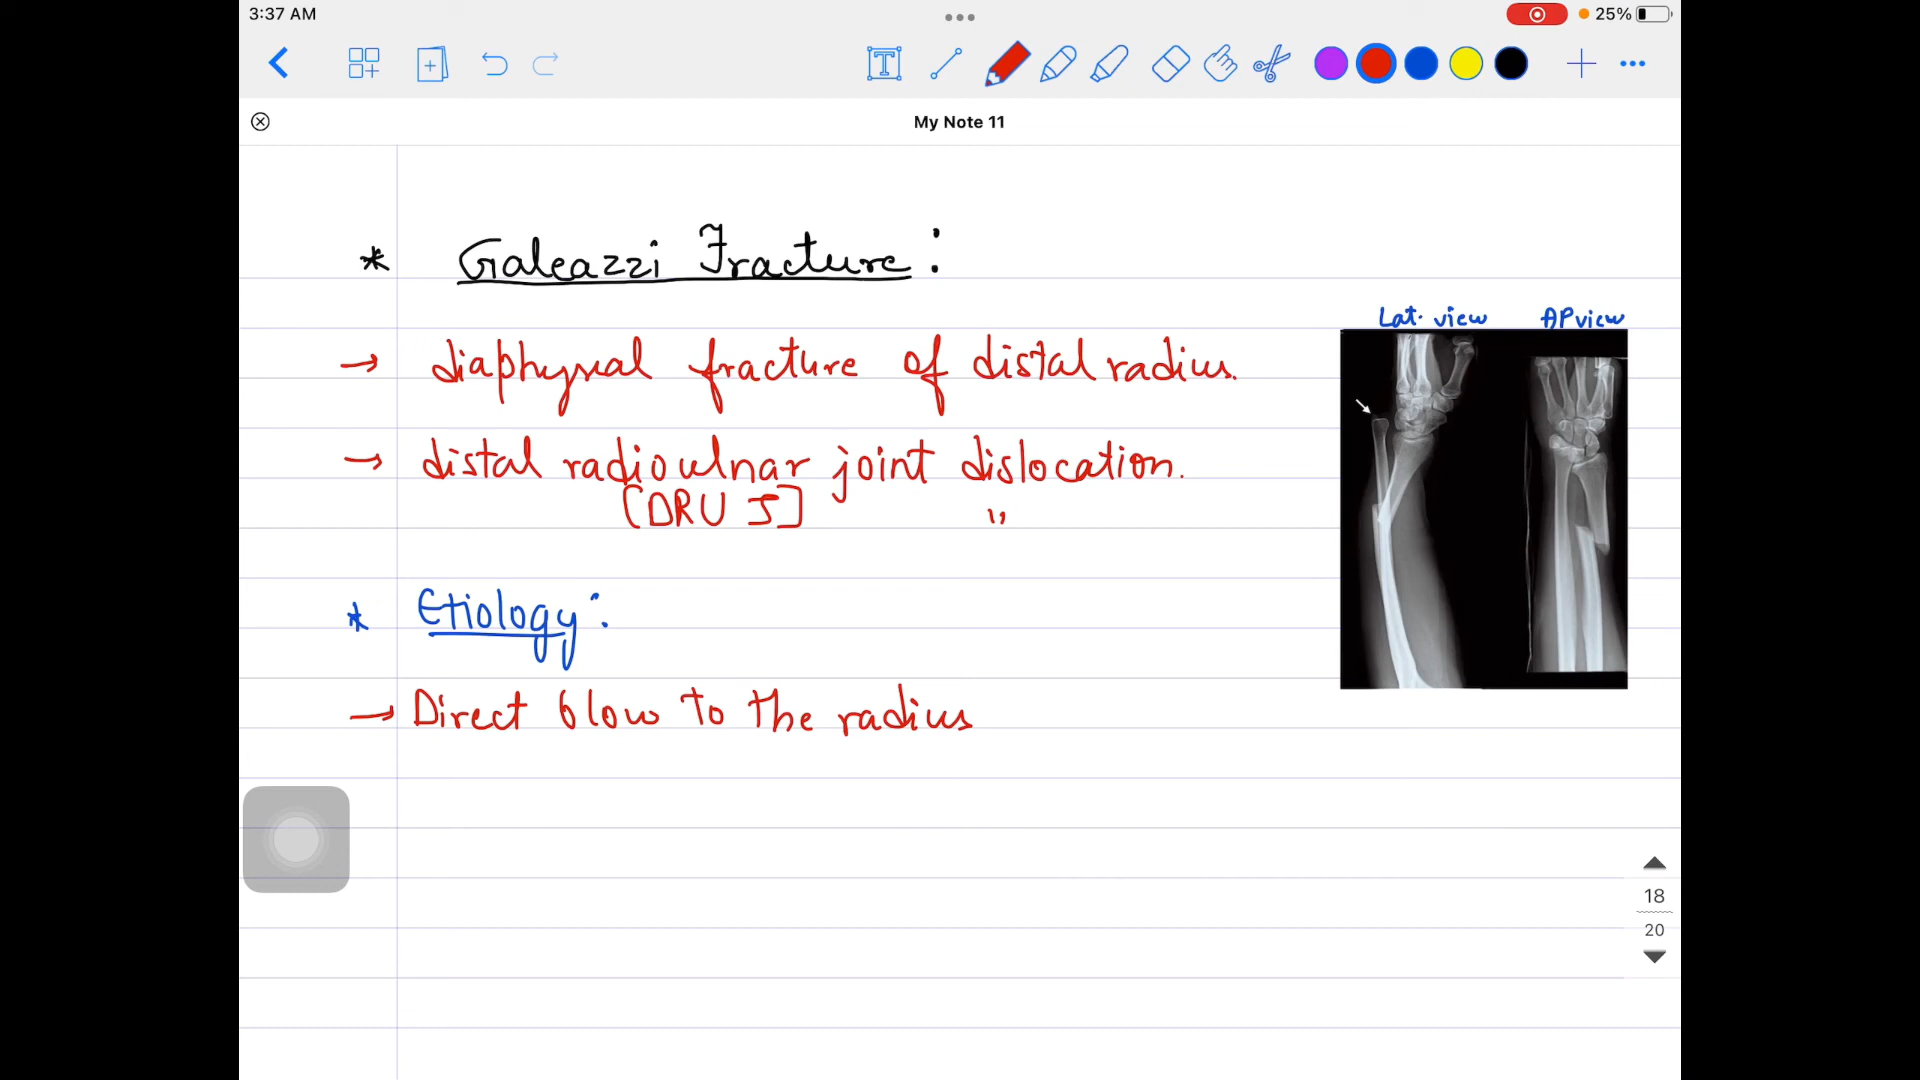 3:37 AM
25%
My Note 11
* Galeazzi Fracture:
Lat. view AP view
→ diaphyseal fracture of distal radius.
→ distal radioulnar joint dislocation.
[DRUJ] "
* Etiology:
→ Direct blow to the radius
18
20